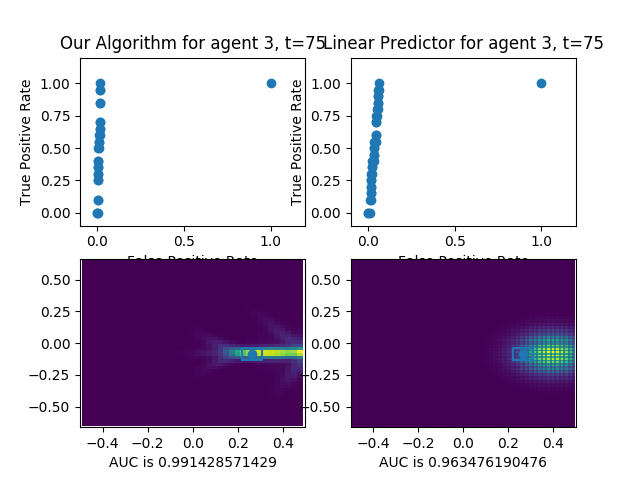 Our Algorithm for agent 3, t=75
Linear Predictor for agent 3, t=75
True Positive Rate
1.00
0.75
0.50
0.25
0.00
0.0 0.5 1.0
False Positive Rate
True Positive Rate
1.00
0.75
0.50
0.25
0.00
0.0 0.5 1.0
False Positive Rate
0.50
0.25
0.00
−0.25
−0.50
−0.4 −0.2 0.0 0.2 0.4
AUC is 0.991428571429
0.50
0.25
0.00
−0.25
−0.50
−0.4 −0.2 0.0 0.2 0.4
AUC is 0.963476190476